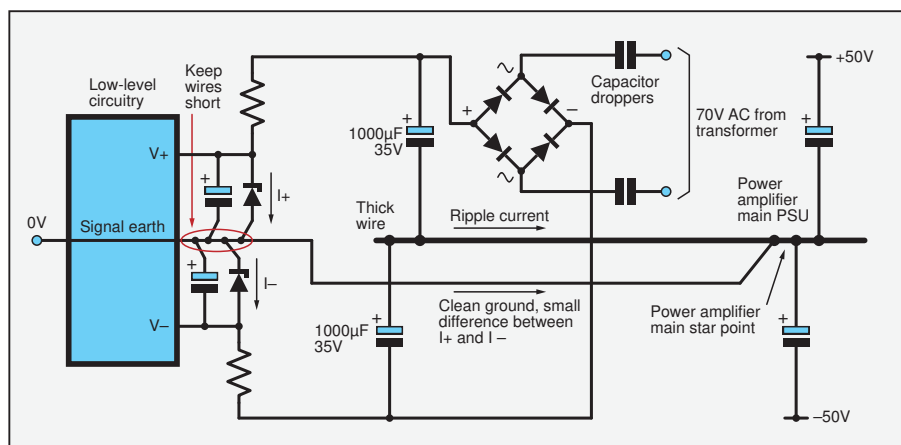 Low-level
circuitry
Keep
wires
short
V+
Signal earth
V–
0V
+
I+
+
I–
+
1000µF
35V
+
1000µF
35V
Thick
wire
Ripple current
Clean ground, small
difference between
I+ and I –
+
–
Capacitor
droppers
70V AC from
transformer
+50V
+
Power
amplifier
main PSU
Power amplifier
main star point
+
–50V